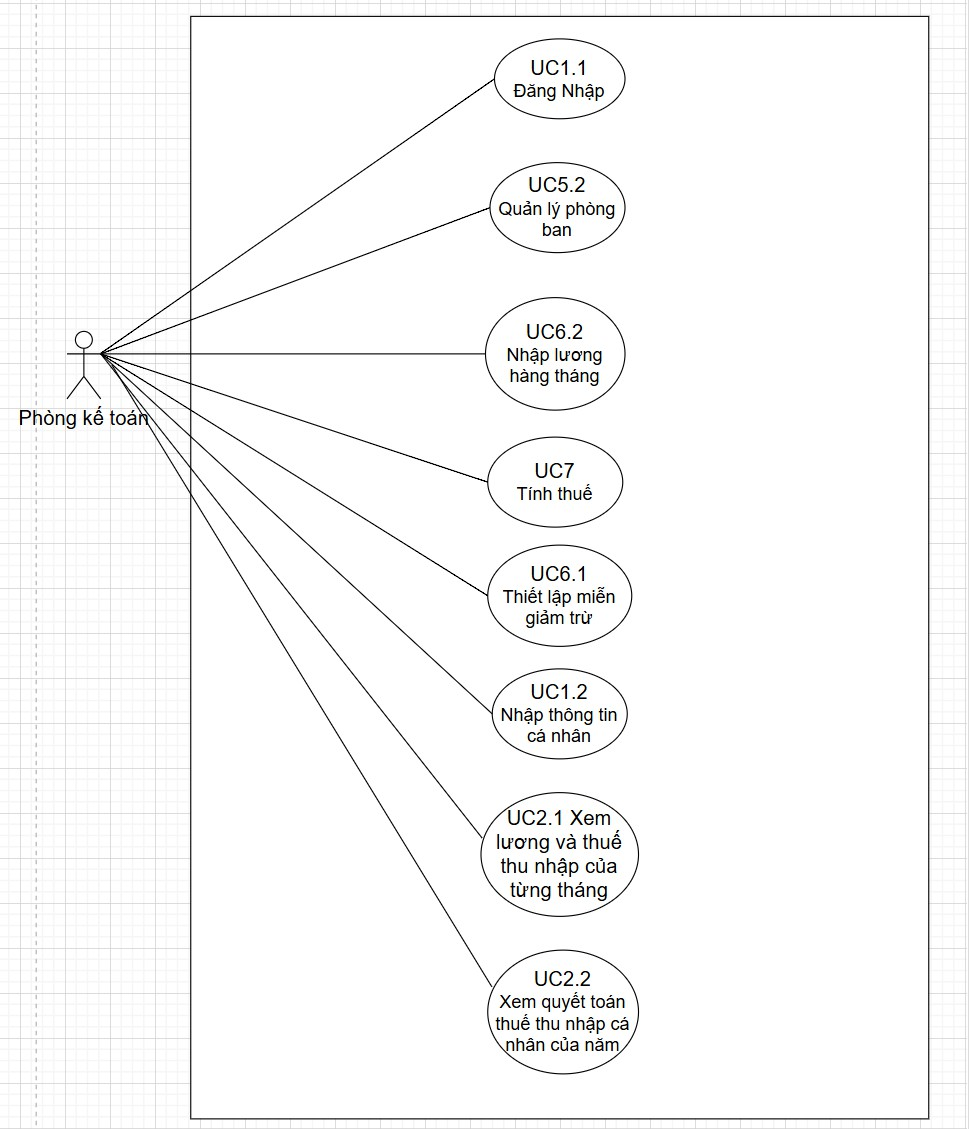 UC1.1
Đăng Nhập
UC5.2
Quản lý phòng
ban
UC6.2
Nhập lương
hàng tháng
Phòng kế toán
UC7
Tính thuế
UC6.1
Thiết lập miễn
giảm trừ
UC1.2
Nhập thông tin
cá nhân
UC2.1 Xem
lương và thuế
thu nhập của
từng tháng
UC2.2
Xem quyết toán
thuế thu nhập cá
nhân của năm